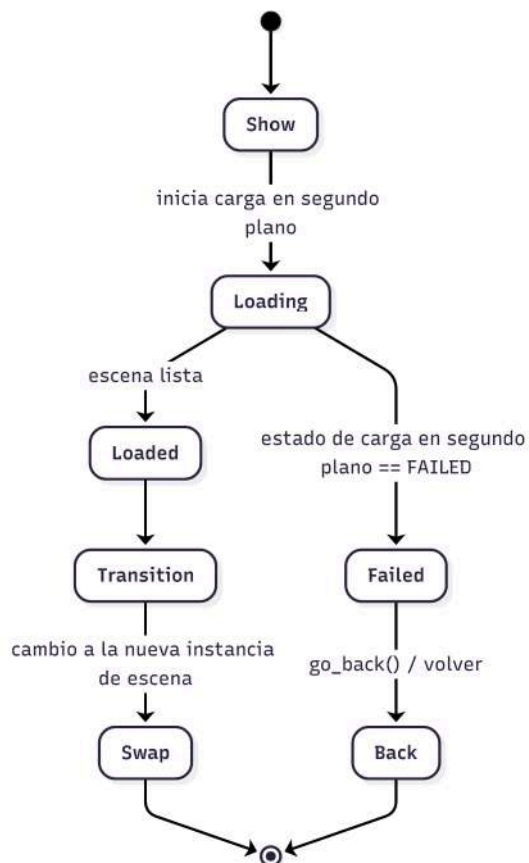 Show
inicia carga en segundo
plano
Loading
escena lista
estado de carga en segundo
plano == FAILED
Loaded
Transition
Failed
cambio a la nueva instancia
de escena
go_back() / volver
Swap
Back